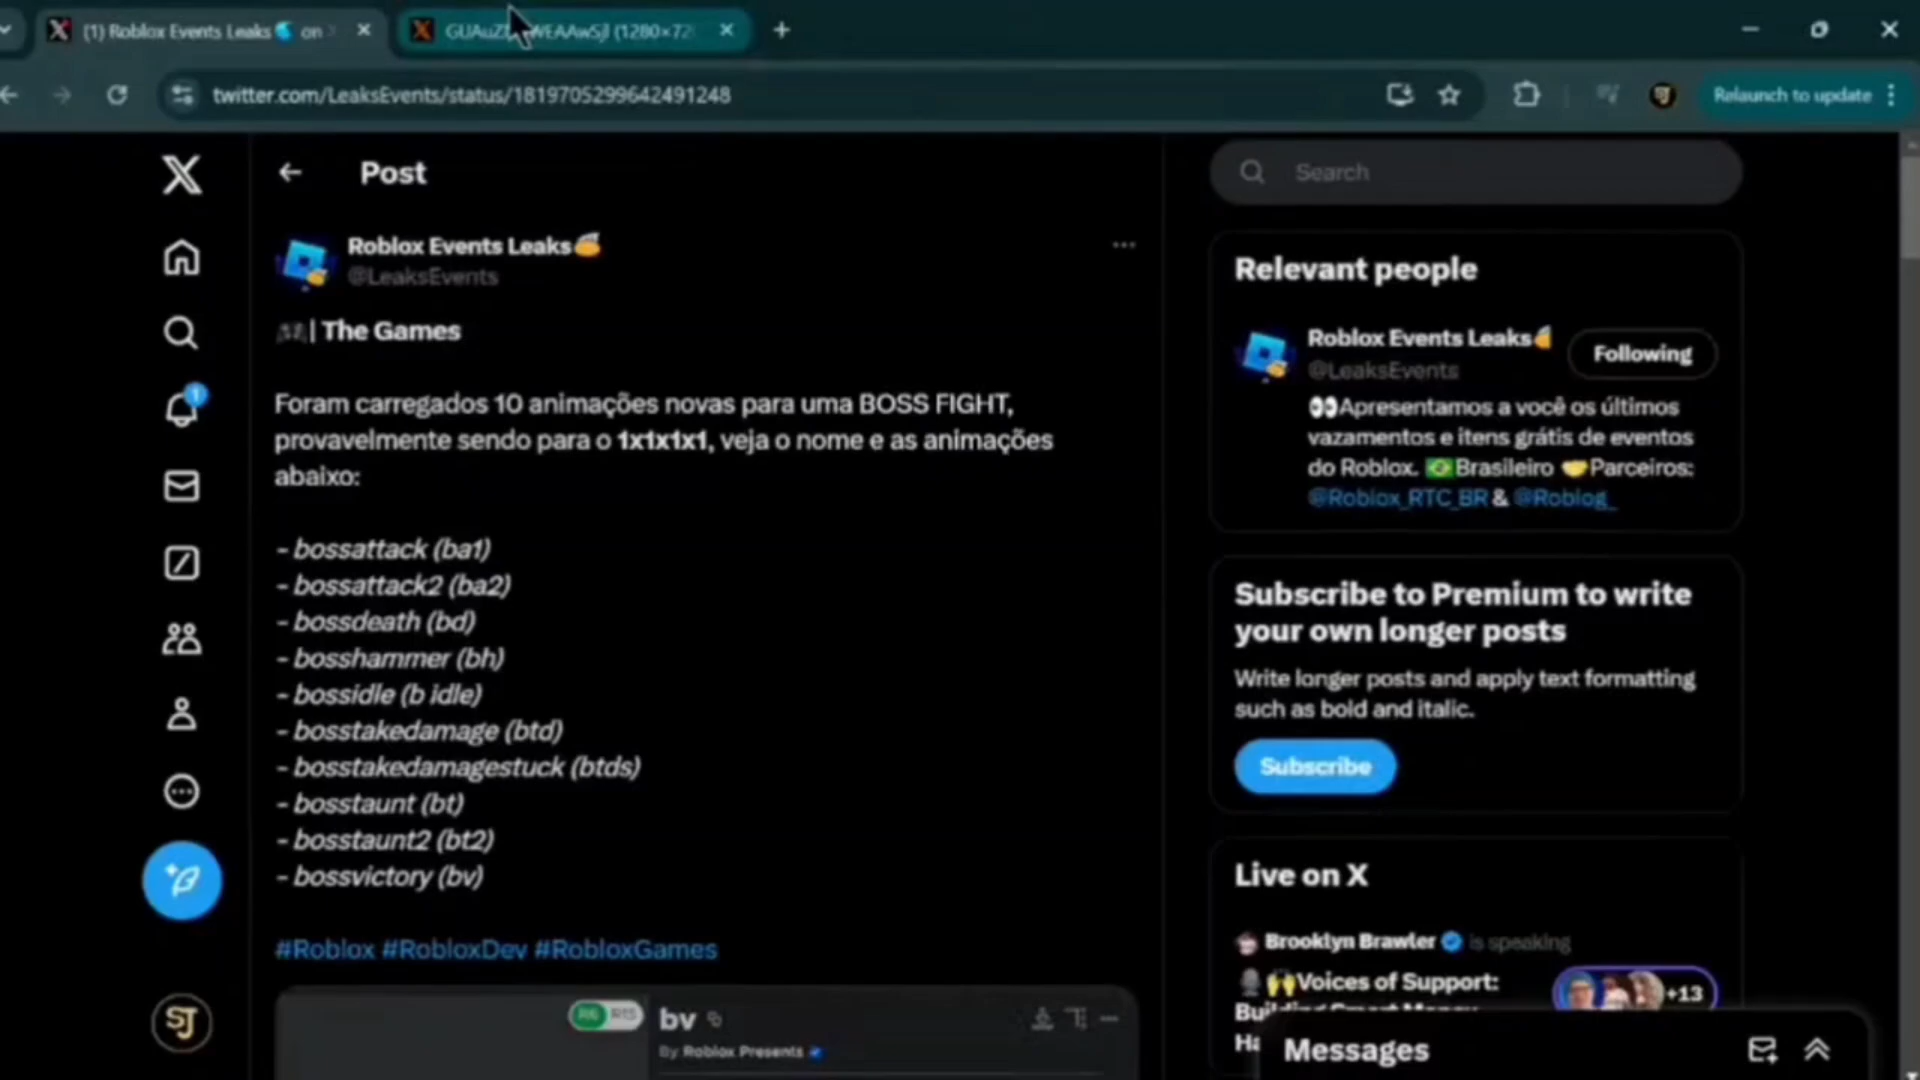 (1) Roblox Events Leaks on
(1280×72
twitter.com/LeaksEvents/status/1819705299642491248
Relaunch to update
Post
Search
Roblox Events Leaks
@LeaksEvents
| The Games
Foram carregados 10 animações novas para uma BOSS FIGHT,
provavelmente sendo para o 1x1x1x1, veja o nome e as animações
abaixo:
- bossattack (ba1)
- bossattack2 (ba2)
- bossdeath (bd)
- bosshammer (bh)
- bossidle (b idle)
- bosstakedamage (btd)
- bosstakedamagestuck (btds)
- bosstaunt (bt)
- bosstaunt2 (bt2)
- bossvictory (bv)
#Roblox #RobloxDev #RobloxGames
R6 R15
bv
By Roblox Presents
Relevant people
Roblox Events Leaks
Following
@LeaksEvents
Apresentamos a você os últimos
vazamentos e itens grátis de eventos
do Roblox. Brasileiro Parceiros:
@Roblox_RTC_BR & @Roblog_
Subscribe to Premium to write
your own longer posts
Write longer posts and apply text formatting
such as bold and italic.
Subscribe
Live on X
Brooklyn Brawler is speaking
Voices of Support:
+13
Messages
1
SJ